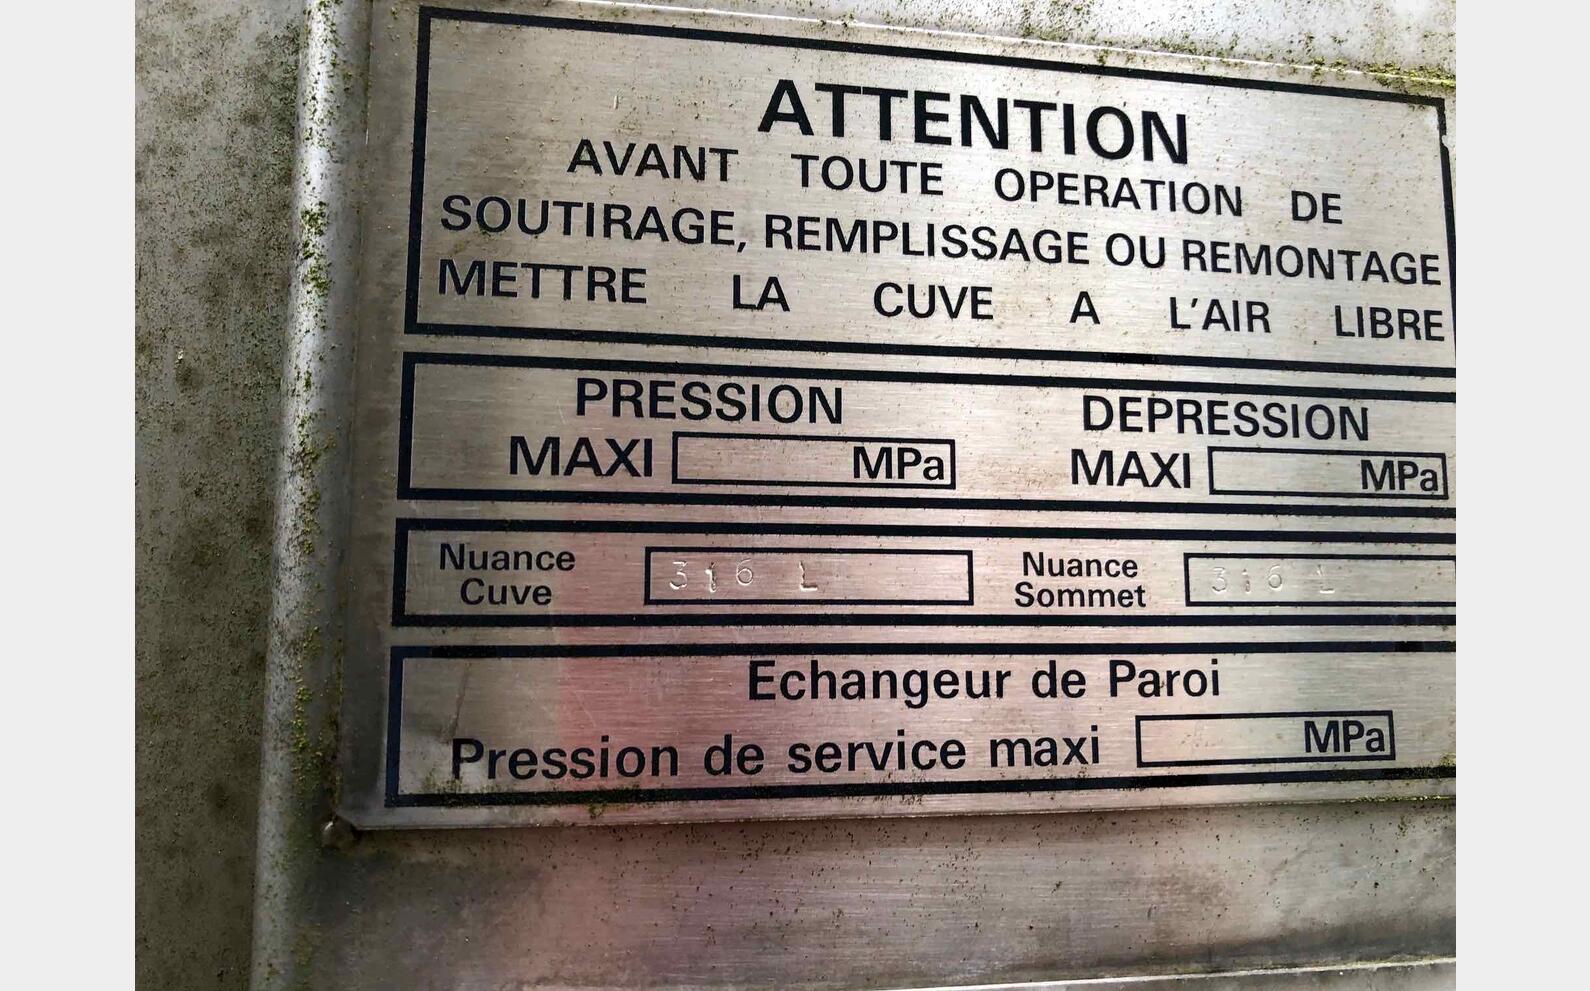 ATTENTION
AVANT TOUTE OPERATION DE
SOUTIRAGE, REMPLISSAGE OU REMONTAGE
METTRE LA CUVE A L'AIR LIBRE
PRESSION
MAXI MPa
DEPRESSION
MAXI MPa
Nuance
Cuve
316 L
Nuance
Sommet
316 L
Echangeur de Paroi
Pression de service maxi MPa